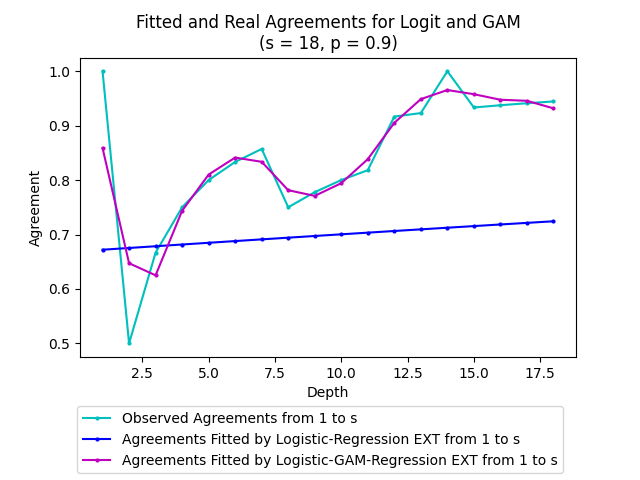 Fitted and Real Agreements for Logit and GAM
(s = 18, p = 0.9)
1.0
0.9
0.8
0.7
0.6
0.5
Agreement
2.5 5.0 7.5 10.0 12.5 15.0 17.5
Depth
Observed Agreements from 1 to s
Agreements Fitted by Logistic-Regression EXT from 1 to s
Agreements Fitted by Logistic-GAM-Regression EXT from 1 to s